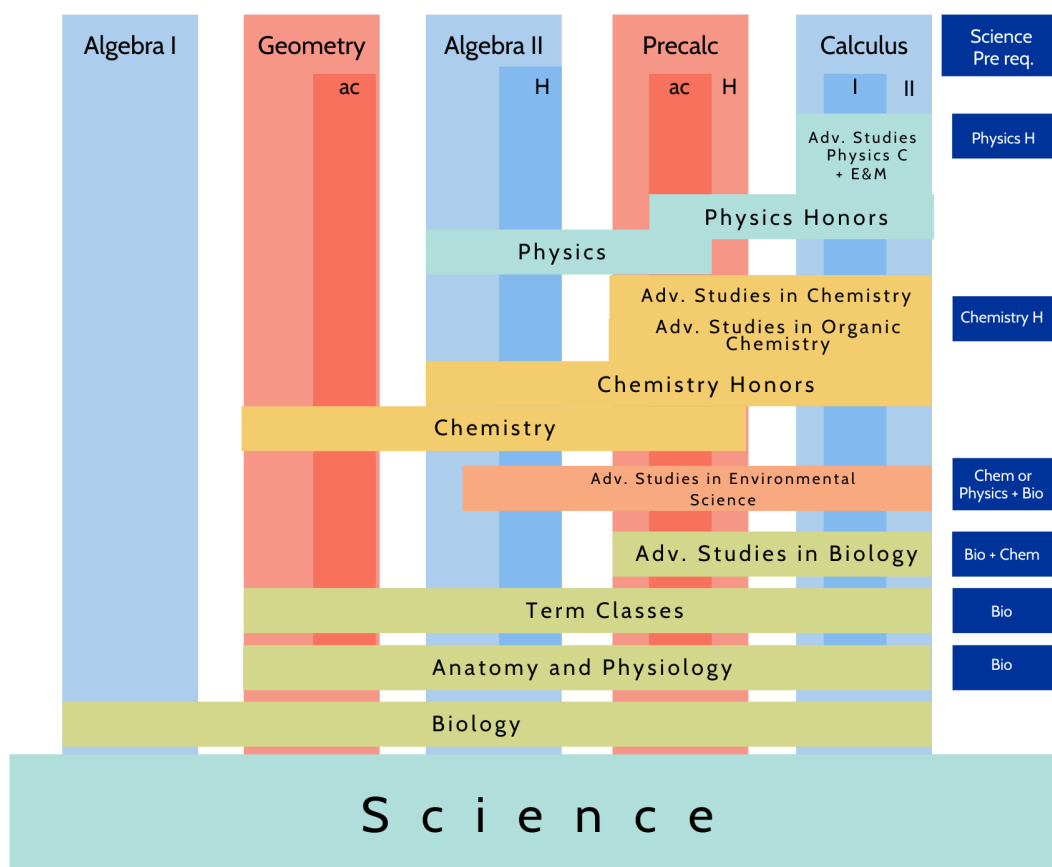 Algebra I
Geometry
Algebra II
Precalc
Calculus
Science
Pre req.
ac
H
ac
H
I
II
Adv. Studies
Physics C
+ E&M
Physics H
Physics Honors
Physics
Adv. Studies in Chemistry
Chemistry H
Adv. Studies in Organic
Chemistry
Chemistry Honors
Chemistry
Adv. Studies in Environmental
Science
Chem or
Physics + Bio
Adv. Studies in Biology
Bio + Chem
Term Classes
Bio
Anatomy and Physiology
Bio
Biology
Science